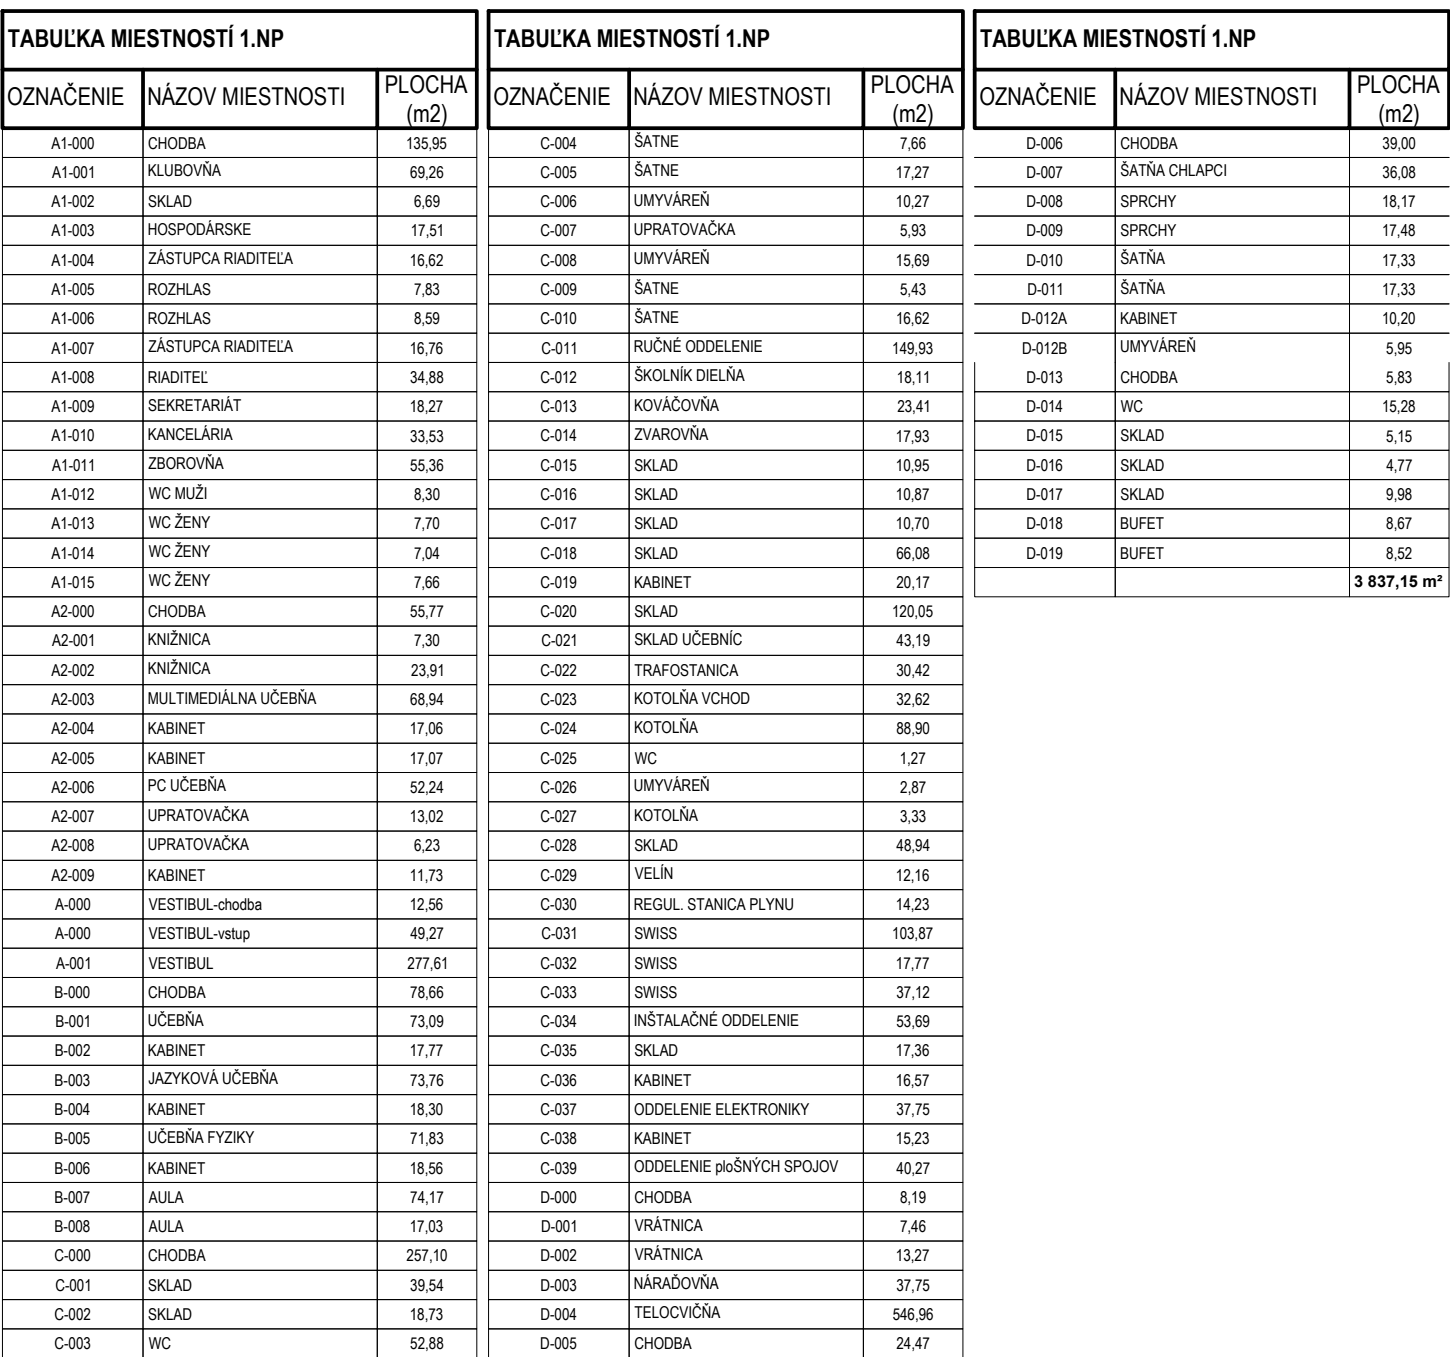 TABUĽKA MIESTNOSTÍ 1.NP
OZNAČENIE NÁZOV MIESTNOSTI PLOCHA (m2)
A1-000 CHODBA 135,95
A1-001 KLUBOVŇA 69,26
A1-002 SKLAD 6,69
A1-003 HOSPODÁRSKE 17,51
A1-004 ZÁSTUPCA RIADITEĽA 16,62
A1-005 ROZHLAS 7,83
A1-006 ROZHLAS 8,59
A1-007 ZÁSTUPCA RIADITEĽA 16,76
A1-008 RIADITEĽ 34,88
A1-009 SEKRETARIÁT 18,27
A1-010 KANCELÁRIA 33,53
A1-011 ZBOROVŇA 55,36
A1-012 WC MUŽI 8,30
A1-013 WC ŽENY 7,70
A1-014 WC ŽENY 7,04
A1-015 WC ŽENY 7,66
A2-000 CHODBA 55,77
A2-001 KNIŽNICA 7,30
A2-002 KNIŽNICA 23,91
A2-003 MULTIMEDIÁLNA UČEBŇA 68,94
A2-004 KABINET 17,06
A2-005 KABINET 17,07
A2-006 PC UČEBŇA 52,24
A2-007 UPRATOVAČKA 13,02
A2-008 UPRATOVAČKA 6,23
A2-009 KABINET 11,73
A-000 VESTIBUL-chodba 12,56
A-000 VESTIBUL-vstup 49,27
A-001 VESTIBUL 277,61
B-000 CHODBA 78,66
B-001 UČEBŇA 73,09
B-002 KABINET 17,77
B-003 JAZYKOVÁ UČEBŇA 73,76
B-004 KABINET 18,30
B-005 UČEBŇA FYZIKY 71,83
B-006 KABINET 18,56
B-007 AULA 74,17
B-008 AULA 17,03
C-000 CHODBA 257,10
C-001 SKLAD 39,54
C-002 SKLAD 18,73
C-003 WC 52,88
TABUĽKA MIESTNOSTÍ 1.NP
OZNAČENIE NÁZOV MIESTNOSTI PLOCHA (m2)
C-004 ŠATNE 7,66
C-005 ŠATNE 17,27
C-006 UMYVÁREŇ 10,27
C-007 UPRATOVAČKA 5,93
C-008 UMYVÁREŇ 15,69
C-009 ŠATNE 5,43
C-010 ŠATNE 16,62
C-011 RUČNÉ ODDELENIE 149,93
C-012 ŠKOLNÍK DIELŇA 18,11
C-013 KOVÁČOVŇA 23,41
C-014 ZVAROVŇA 17,93
C-015 SKLAD 10,95
C-016 SKLAD 10,87
C-017 SKLAD 10,70
C-018 SKLAD 66,08
C-019 KABINET 20,17
C-020 SKLAD 120,05
C-021 SKLAD UČEBNÍC 43,19
C-022 TRAFOSTANICA 30,42
C-023 KOTOLŇA VCHOD 32,62
C-024 KOTOLŇA 88,90
C-025 WC 1,27
C-026 UMYVÁREŇ 2,87
C-027 KOTOLŇA 3,33
C-028 SKLAD 48,94
C-029 VELÍN 12,16
C-030 REGUL. STANICA PLYNU 14,23
C-031 SWISS 103,87
C-032 SWISS 17,77
C-033 SWISS 37,12
C-034 INŠTALAČNÉ ODDELENIE 53,69
C-035 SKLAD 17,36
C-036 KABINET 16,57
C-037 ODDELENIE ELEKTRONIKY 37,75
C-038 KABINET 15,23
C-039 ODDELENIE ploŠNÝCH SPOJOV 40,27
D-000 CHODBA 8,19
D-001 VRÁTNICA 7,46
D-002 VRÁTNICA 13,27
D-003 NÁRAĎOVŇA 37,75
D-004 TELOCVIČŇA 546,96
D-005 CHODBA 24,47
TABUĽKA MIESTNOSTÍ 1.NP
OZNAČENIE NÁZOV MIESTNOSTI PLOCHA (m2)
D-006 CHODBA 39,00
D-007 ŠATŇA CHLAPCI 36,08
D-008 SPRCHY 18,17
D-009 SPRCHY 17,48
D-010 ŠATŇA 17,33
D-011 ŠATŇA 17,33
D-012A KABINET 10,20
D-012B UMYVÁREŇ 5,95
D-013 CHODBA 5,83
D-014 WC 15,28
D-015 SKLAD 5,15
D-016 SKLAD 4,77
D-017 SKLAD 9,98
D-018 BUFET 8,67
D-019 BUFET 8,52
3 837,15 m²